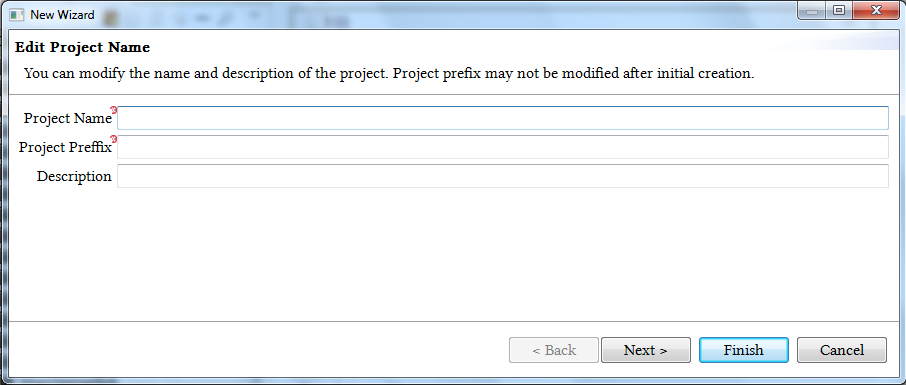 New Wizard
Edit Project Name
You can modify the name and description of the project. Project prefix may not be modified after initial creation.
Project Name
Project Preffix
Description
< Back
Next >
Finish
Cancel